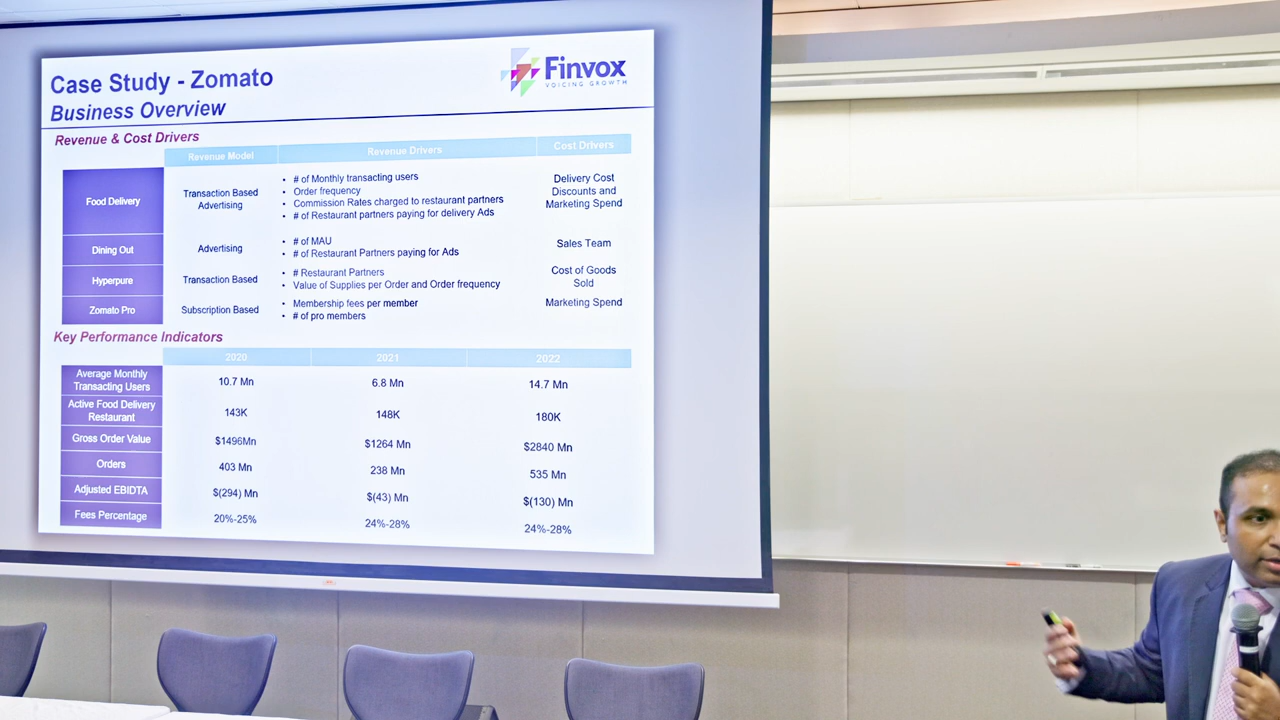 Case Study - Zomato
Finvox
VOICING GROWTH
Business Overview
Revenue & Cost Drivers
Revenue Model Revenue Drivers Cost Drivers
Food Delivery
Transaction Based
Advertising
• # of Monthly transacting users
• Order frequency
• Commission Rates charged to restaurant partners
• # of Restaurant partners paying for delivery Ads
Delivery Cost
Discounts and
Marketing Spend
Dining Out
Advertising
• # of MAU
• # of Restaurant Partners paying for Ads
Sales Team
Hyperpure
Transaction Based
• # Restaurant Partners
• Value of Supplies per Order and Order frequency
Cost of Goods
Sold
Zomato Pro
Subscription Based
• Membership fees per member
• # of pro members
Marketing Spend
Key Performance Indicators
2020 2021 2022
Average Monthly
Transacting Users
10.7 Mn 6.8 Mn 14.7 Mn
Active Food Delivery
Restaurant
143K 148K 180K
Gross Order Value $1496Mn $1264 Mn $2840 Mn
Orders 403 Mn 238 Mn 535 Mn
Adjusted EBIDTA $(294) Mn $(43) Mn $(130) Mn
Fees Percentage 20%-25% 24%-28% 24%-28%